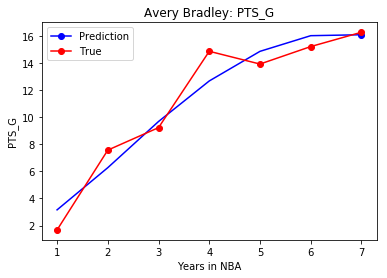 Avery Bradley: PTS_G
Prediction
True
16
14
12
10
8
6
4
2
PTS_G
1 2 3 4 5 6 7
Years in NBA